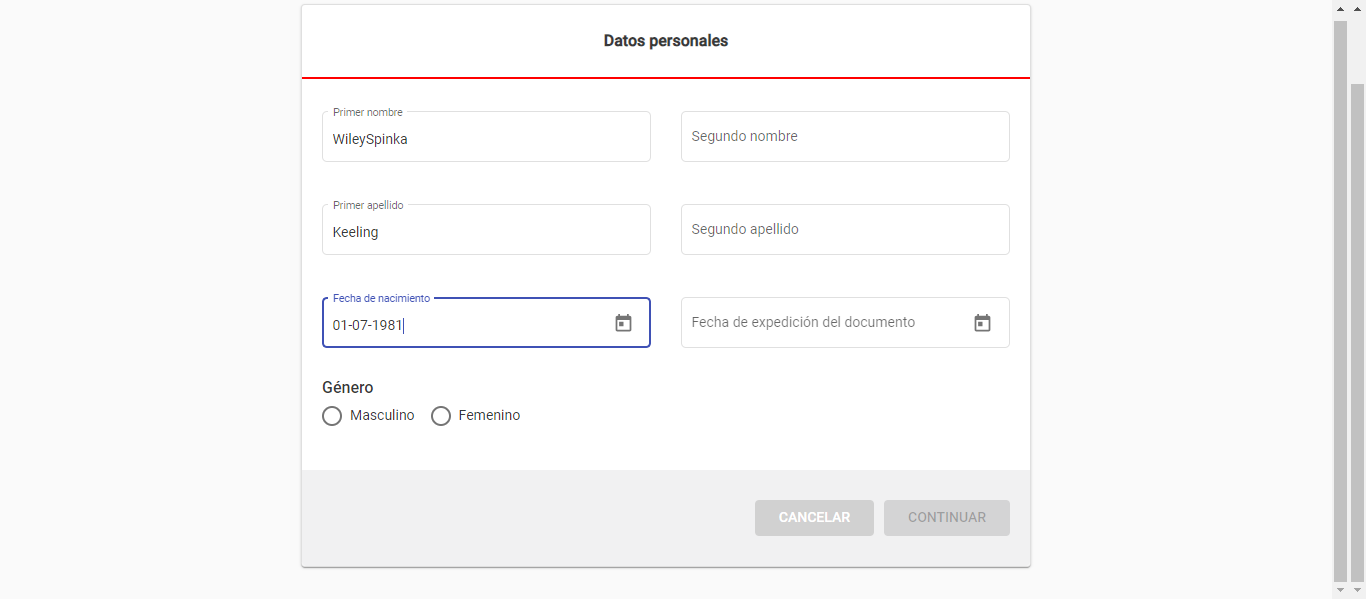 Datos personales
Primer nombre
WileySpinka
Segundo nombre
Primer apellido
Keeling
Segundo apellido
Fecha de nacimiento
01-07-1981
Fecha de expedición del documento
Género
Masculino Femenino
CANCELAR CONTINUAR